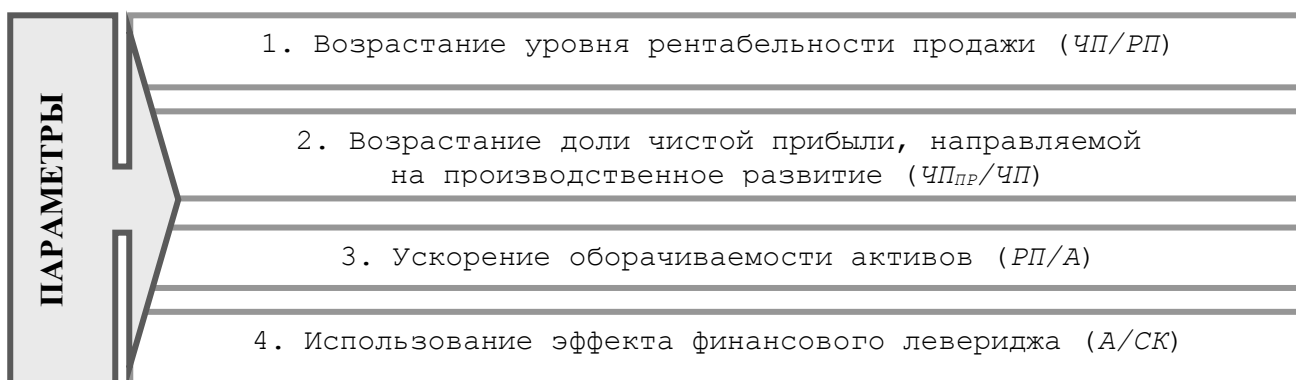 ПАРАМЕТРЫ
1. Возрастание уровня рентабельности продажи (ЧП/РП)
2. Возрастание доли чистой прибыли, направляемой
на производственное развитие (ЧППР/ЧП)
3. Ускорение оборачиваемости активов (РП/А)
4. Использование эффекта финансового левериджа (А/СК)